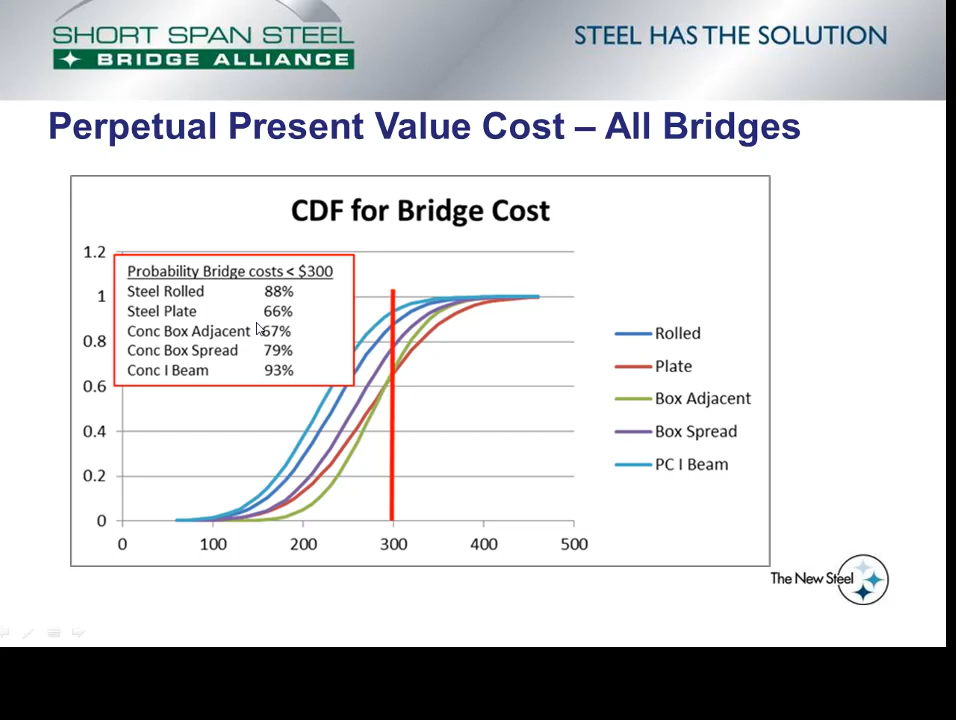 SHORT SPAN STEEL
BRIDGE ALLIANCE
STEEL HAS THE SOLUTION
Perpetual Present Value Cost – All Bridges
CDF for Bridge Cost
1.2
1
0.8
0.6
0.4
0.2
0
Probability Bridge costs < $300
Steel Rolled 88%
Steel Plate 66%
Conc Box Adjacent 67%
Conc Box Spread 79%
Conc I Beam 93%
Rolled
Plate
Box Adjacent
Box Spread
PC I Beam
0 100 200 300 400 500
The New Steel